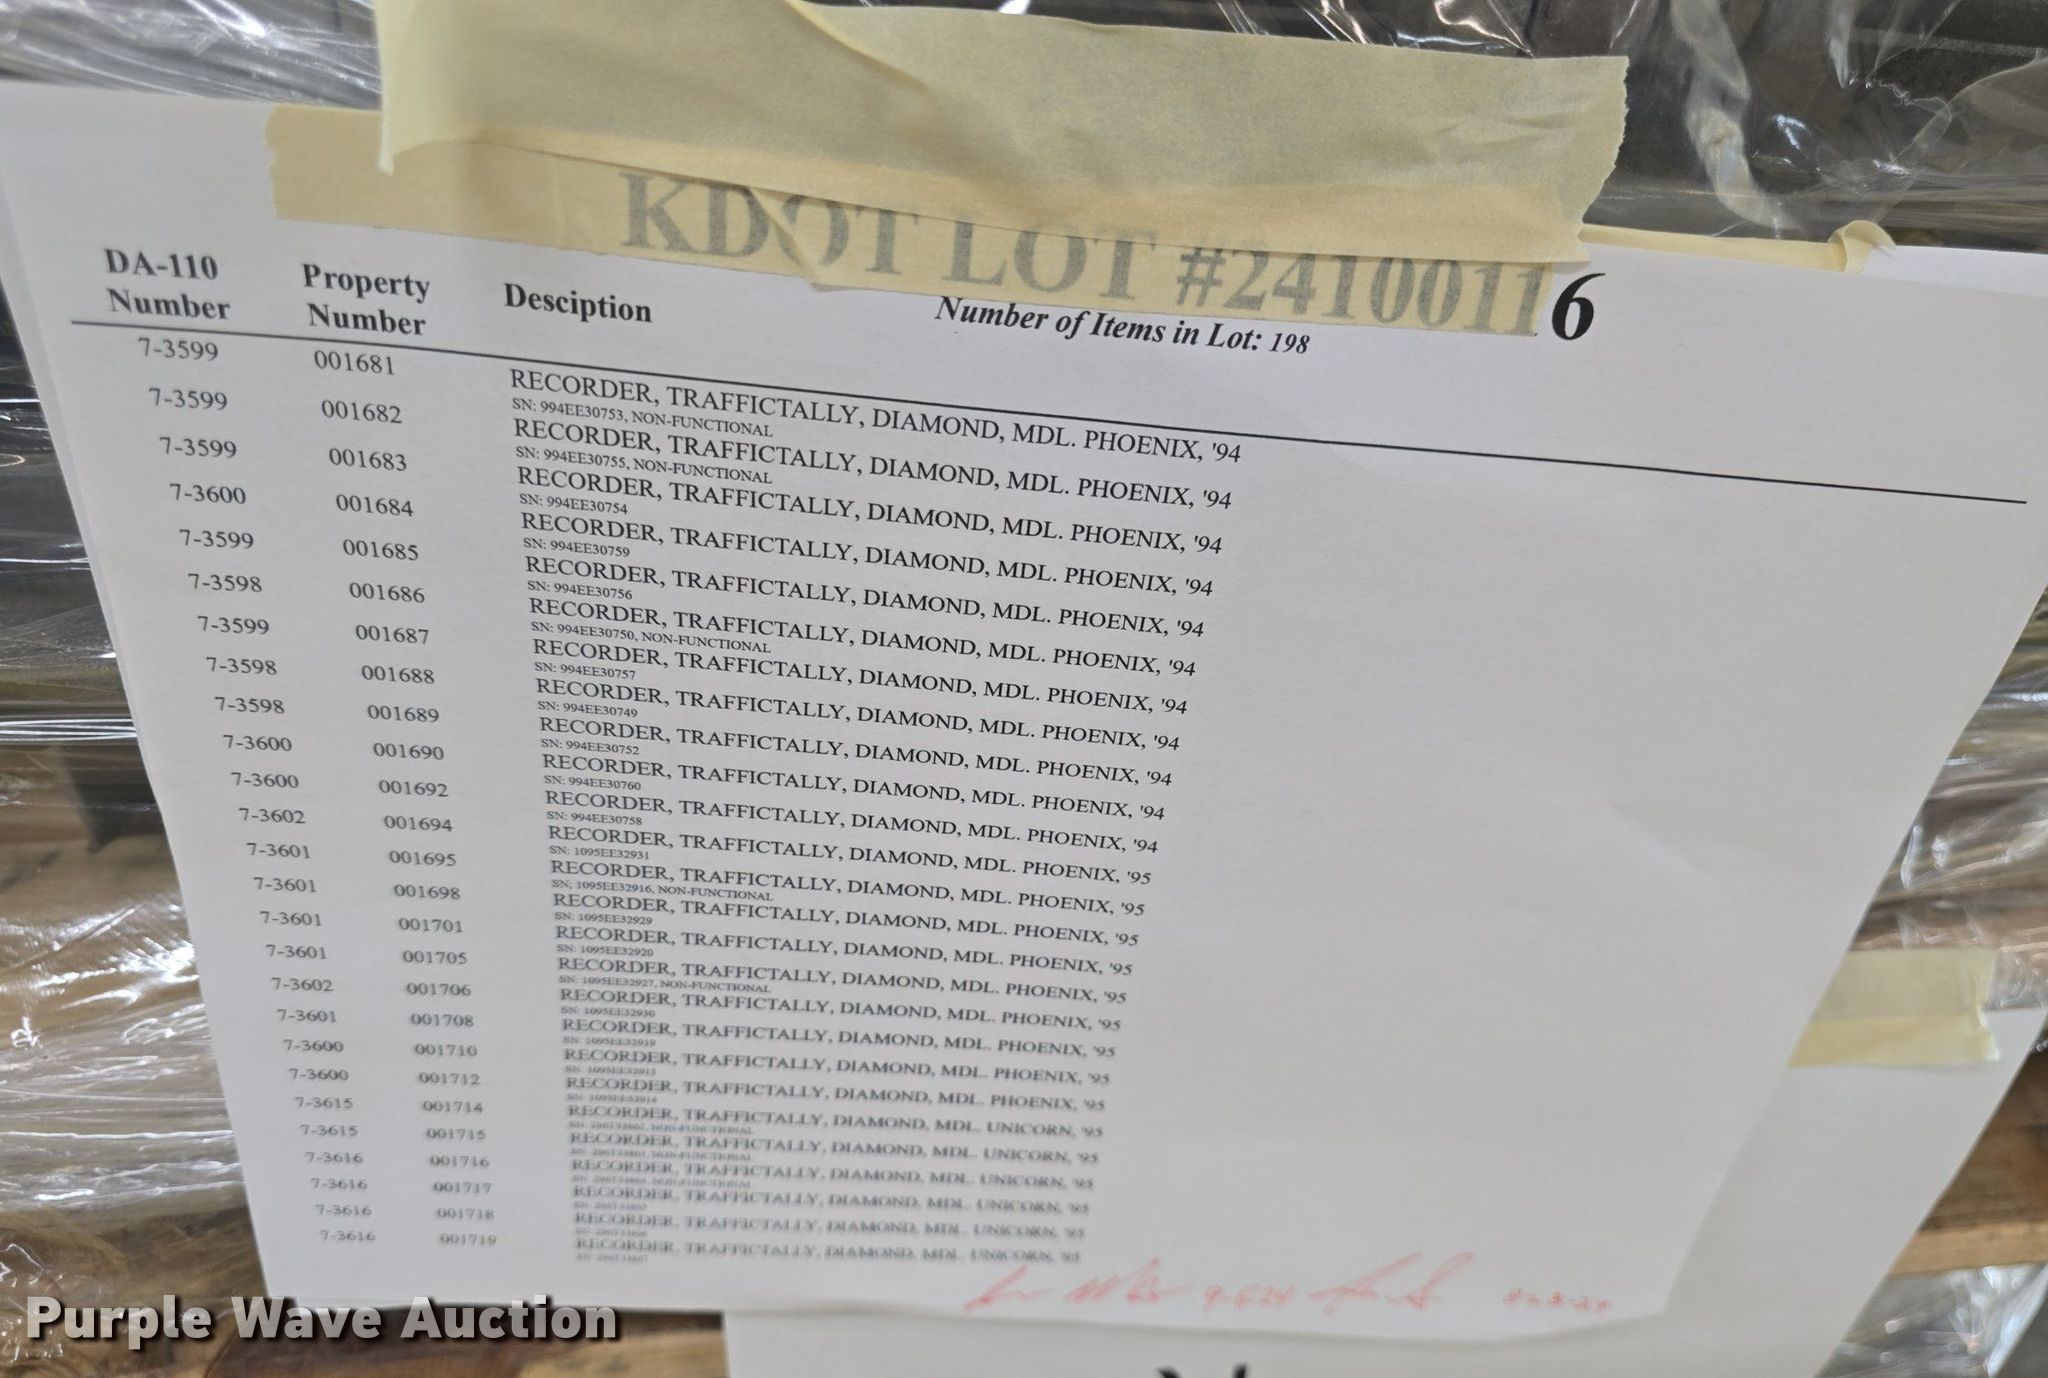 KDOT LOT #24100116
Number of Items in Lot: 198
DA-110 Number Property Number Desciption
7-3599 001681 RECORDER, TRAFFICTALLY, DIAMOND, MDL. PHOENIX, '94
SN: 994EE30753, NON-FUNCTIONAL
7-3599 001682 RECORDER, TRAFFICTALLY, DIAMOND, MDL. PHOENIX, '94
SN: 994EE30755, NON-FUNCTIONAL
7-3599 001683 RECORDER, TRAFFICTALLY, DIAMOND, MDL. PHOENIX, '94
SN: 994EE30754
7-3600 001684 RECORDER, TRAFFICTALLY, DIAMOND, MDL. PHOENIX, '94
SN: 994EE30759
7-3599 001685 RECORDER, TRAFFICTALLY, DIAMOND, MDL. PHOENIX, '94
SN: 994EE30756
7-3598 001686 RECORDER, TRAFFICTALLY, DIAMOND, MDL. PHOENIX, '94
SN: 994EE30750, NON-FUNCTIONAL
7-3599 001687 RECORDER, TRAFFICTALLY, DIAMOND, MDL. PHOENIX, '94
SN: 994EE30757
7-3598 001688 RECORDER, TRAFFICTALLY, DIAMOND, MDL. PHOENIX, '94
SN: 994EE30749
7-3598 001689 RECORDER, TRAFFICTALLY, DIAMOND, MDL. PHOENIX, '94
SN: 994EE30752
7-3600 001690 RECORDER, TRAFFICTALLY, DIAMOND, MDL. PHOENIX, '94
SN: 994EE30760
7-3600 001692 RECORDER, TRAFFICTALLY, DIAMOND, MDL. PHOENIX, '94
SN: 994EE30758
7-3602 001694 RECORDER, TRAFFICTALLY, DIAMOND, MDL. PHOENIX, '95
SN: 1095EE32931
7-3601 001695 RECORDER, TRAFFICTALLY, DIAMOND, MDL. PHOENIX, '95
SN; 1095EE32916, NON-FUNCTIONAL
7-3601 001698 RECORDER, TRAFFICTALLY, DIAMOND, MDL. PHOENIX, '95
SN: 1095EE32929
7-3601 001701 RECORDER, TRAFFICTALLY, DIAMOND, MDL. PHOENIX, '95
SN: 1095EE32920
7-3601 001705 RECORDER, TRAFFICTALLY, DIAMOND, MDL. PHOENIX, '95
SN: 1095EE32927, NON-FUNCTIONAL
7-3602 001706 RECORDER, TRAFFICTALLY, DIAMOND, MDL. PHOENIX, '95
SN: 1095EE32930
7-3601 001708 RECORDER, TRAFFICTALLY, DIAMOND, MDL. PHOENIX, '95
SN: 1095EE32919
7-3600 001710 RECORDER, TRAFFICTALLY, DIAMOND, MDL. PHOENIX, '95
SN: 1095EE32913
7-3600 001712 RECORDER, TRAFFICTALLY, DIAMOND, MDL. PHOENIX, '95
SN: 1095EE32914
7-3615 001714 RECORDER, TRAFFICTALLY, DIAMOND, MDL. UNICORN, '95
NON-FUNCTIONAL
7-3615 001715 RECORDER, TRAFFICTALLY, DIAMOND, MDL. UNICORN, '95
NON-FUNCTIONAL
7-3616 001716 RECORDER, TRAFFICTALLY, DIAMOND, MDL. UNICORN, '95
NON-FUNCTIONAL
7-3616 001717 RECORDER, TRAFFICTALLY, DIAMOND, MDL. UNICORN, '95
7-3616 001718 RECORDER, TRAFFICTALLY, DIAMOND, MDL. UNICORN, '95
7-3616 001719 RECORDER, TRAFFICTALLY, DIAMOND, MDL. UNICORN, '95
Purple Wave Auction